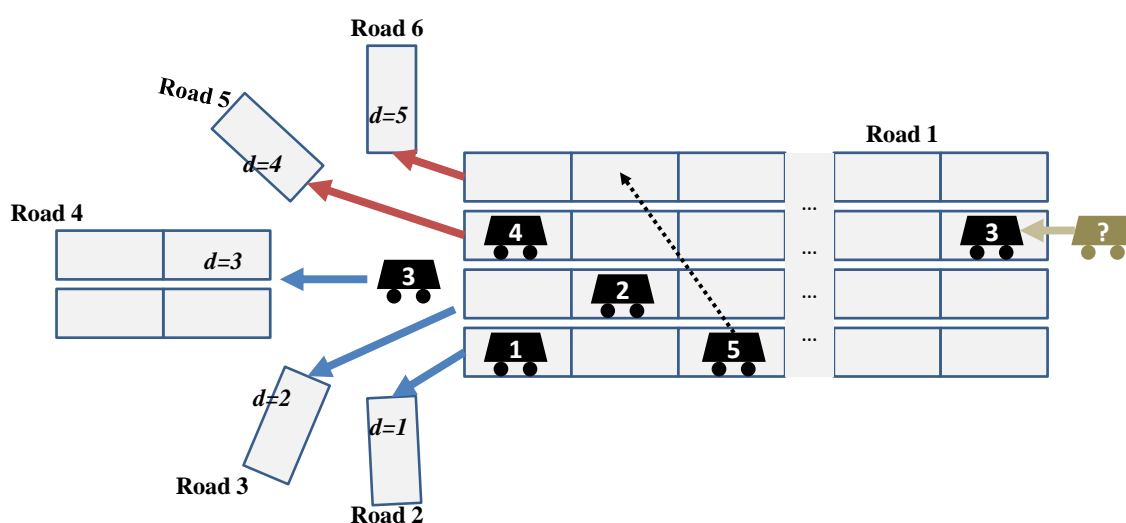 Road 6
Road 5
d=5
Road 1
d=4
...
Road 4
4
...
3
?
d=3
3
2
...
1
5
...
d=2
d=1
Road 3
Road 2